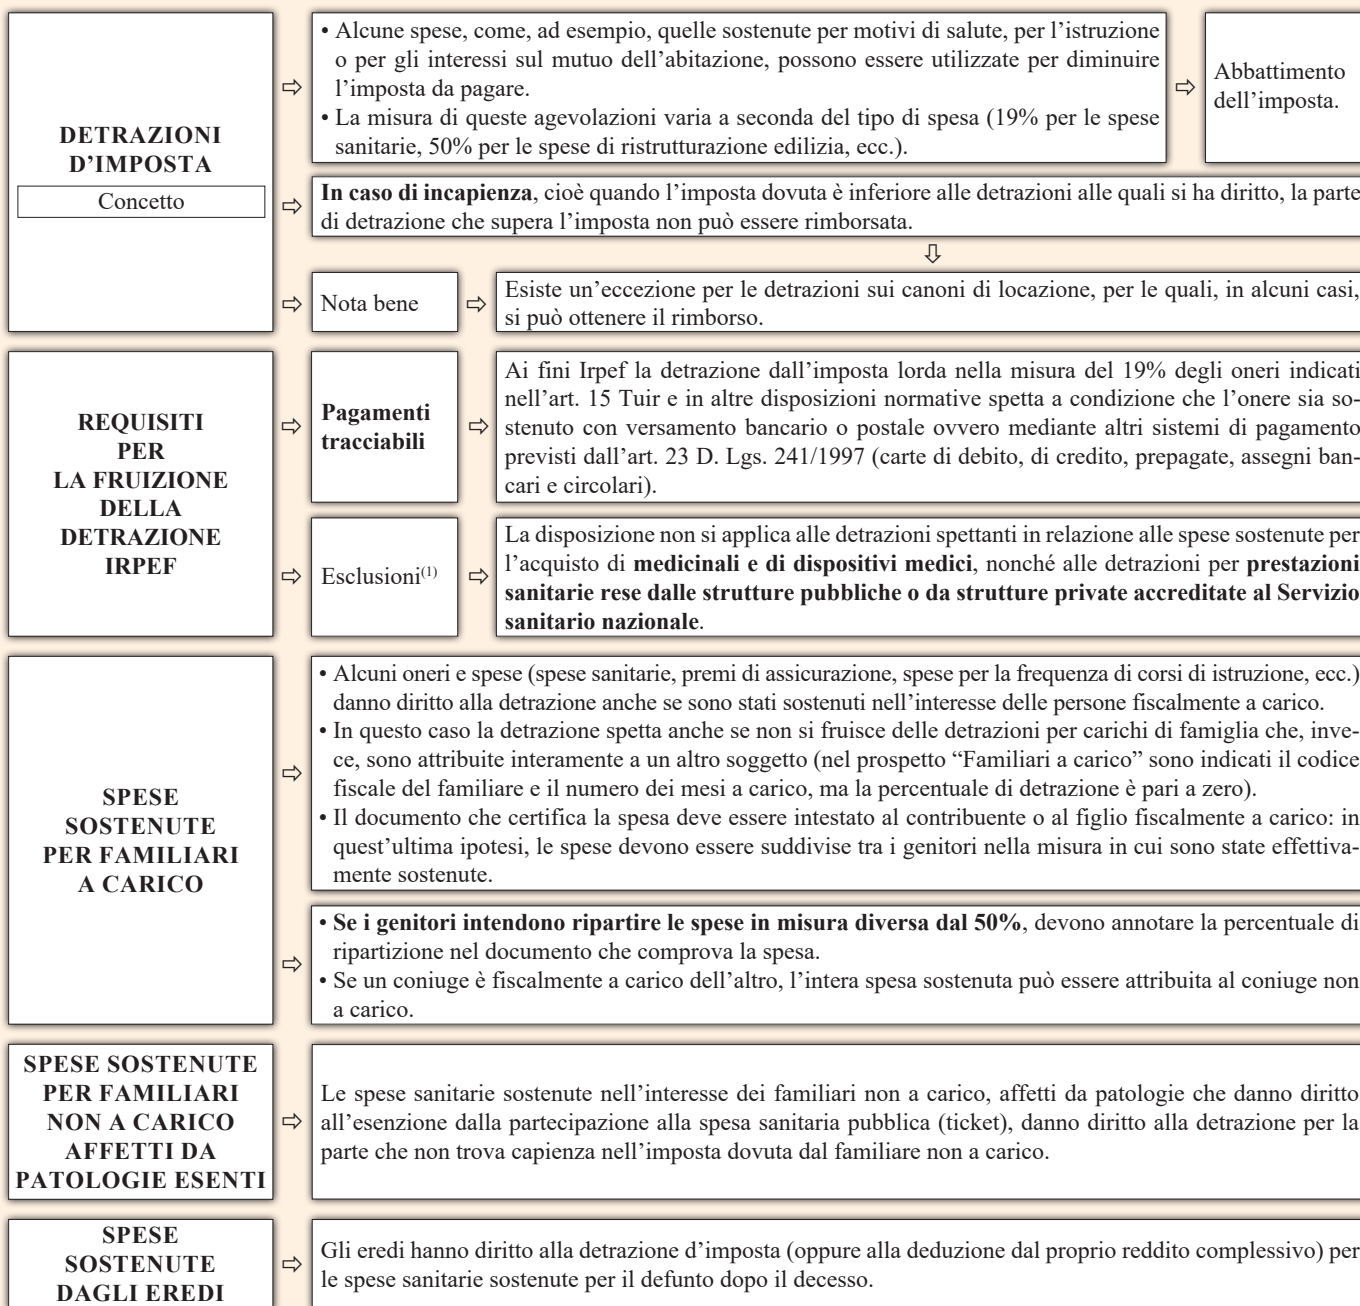 DETRAZIONI
D'IMPOSTA
Concetto
• Alcune spese, come, ad esempio, quelle sostenute per motivi di salute, per l'istruzione
o per gli interessi sul mutuo dell'abitazione, possono essere utilizzate per diminuire
l'imposta da pagare.
• La misura di queste agevolazioni varia a seconda del tipo di spesa (19% per le spese
sanitarie, 50% per le spese di ristrutturazione edilizia, ecc.).
Abbattimento
dell'imposta.
In caso di incapienza, cioè quando l'imposta dovuta è inferiore alle detrazioni alle quali si ha diritto, la parte
di detrazione che supera l'imposta non può essere rimborsata.
Nota bene
Esiste un'eccezione per le detrazioni sui canoni di locazione, per le quali, in alcuni casi,
si può ottenere il rimborso.
REQUISITI
PER
LA FRUIZIONE
DELLA
DETRAZIONE
IRPEF
Pagamenti
tracciabili
Ai fini Irpef la detrazione dall'imposta lorda nella misura del 19% degli oneri indicati
nell'art. 15 Tuir e in altre disposizioni normative spetta a condizione che l'onere sia so-
stenuto con versamento bancario o postale ovvero mediante altri sistemi di pagamento
previsti dall'art. 23 D. Lgs. 241/1997 (carte di debito, di credito, prepagate, assegni ban-
cari e circolari).
Esclusioni(1)
La disposizione non si applica alle detrazioni spettanti in relazione alle spese sostenute per
l'acquisto di medicinali e di dispositivi medici, nonché alle detrazioni per prestazioni
sanitarie rese dalle strutture pubbliche o da strutture private accreditate al Servizio
sanitario nazionale.
SPESE
SOSTENUTE
PER FAMILIARI
A CARICO
• Alcuni oneri e spese (spese sanitarie, premi di assicurazione, spese per la frequenza di corsi di istruzione, ecc.)
danno diritto alla detrazione anche se sono stati sostenuti nell'interesse delle persone fiscalmente a carico.
• In questo caso la detrazione spetta anche se non si fruisce delle detrazioni per carichi di famiglia che, inve-
ce, sono attribuite interamente a un altro soggetto (nel prospetto “Familiari a carico” sono indicati il codice
fiscale del familiare e il numero dei mesi a carico, ma la percentuale di detrazione è pari a zero).
• Il documento che certifica la spesa deve essere intestato al contribuente o al figlio fiscalmente a carico: in
quest'ultima ipotesi, le spese devono essere suddivise tra i genitori nella misura in cui sono state effettiva-
mente sostenute.
• Se i genitori intendono ripartire le spese in misura diversa dal 50%, devono annotare la percentuale di
ripartizione nel documento che comprova la spesa.
• Se un coniuge è fiscalmente a carico dell'altro, l'intera spesa sostenuta può essere attribuita al coniuge non
a carico.
SPESE SOSTENUTE
PER FAMILIARI
NON A CARICO
AFFETTI DA
PATOLOGIE ESENTI
Le spese sanitarie sostenute nell'interesse dei familiari non a carico, affetti da patologie che danno diritto
all'esenzione dalla partecipazione alla spesa sanitaria pubblica (ticket), danno diritto alla detrazione per la
parte che non trova capienza nell'imposta dovuta dal familiare non a carico.
SPESE
SOSTENUTE
DAGLI EREDI
Gli eredi hanno diritto alla detrazione d'imposta (oppure alla deduzione dal proprio reddito complessivo) per
le spese sanitarie sostenute per il defunto dopo il decesso.